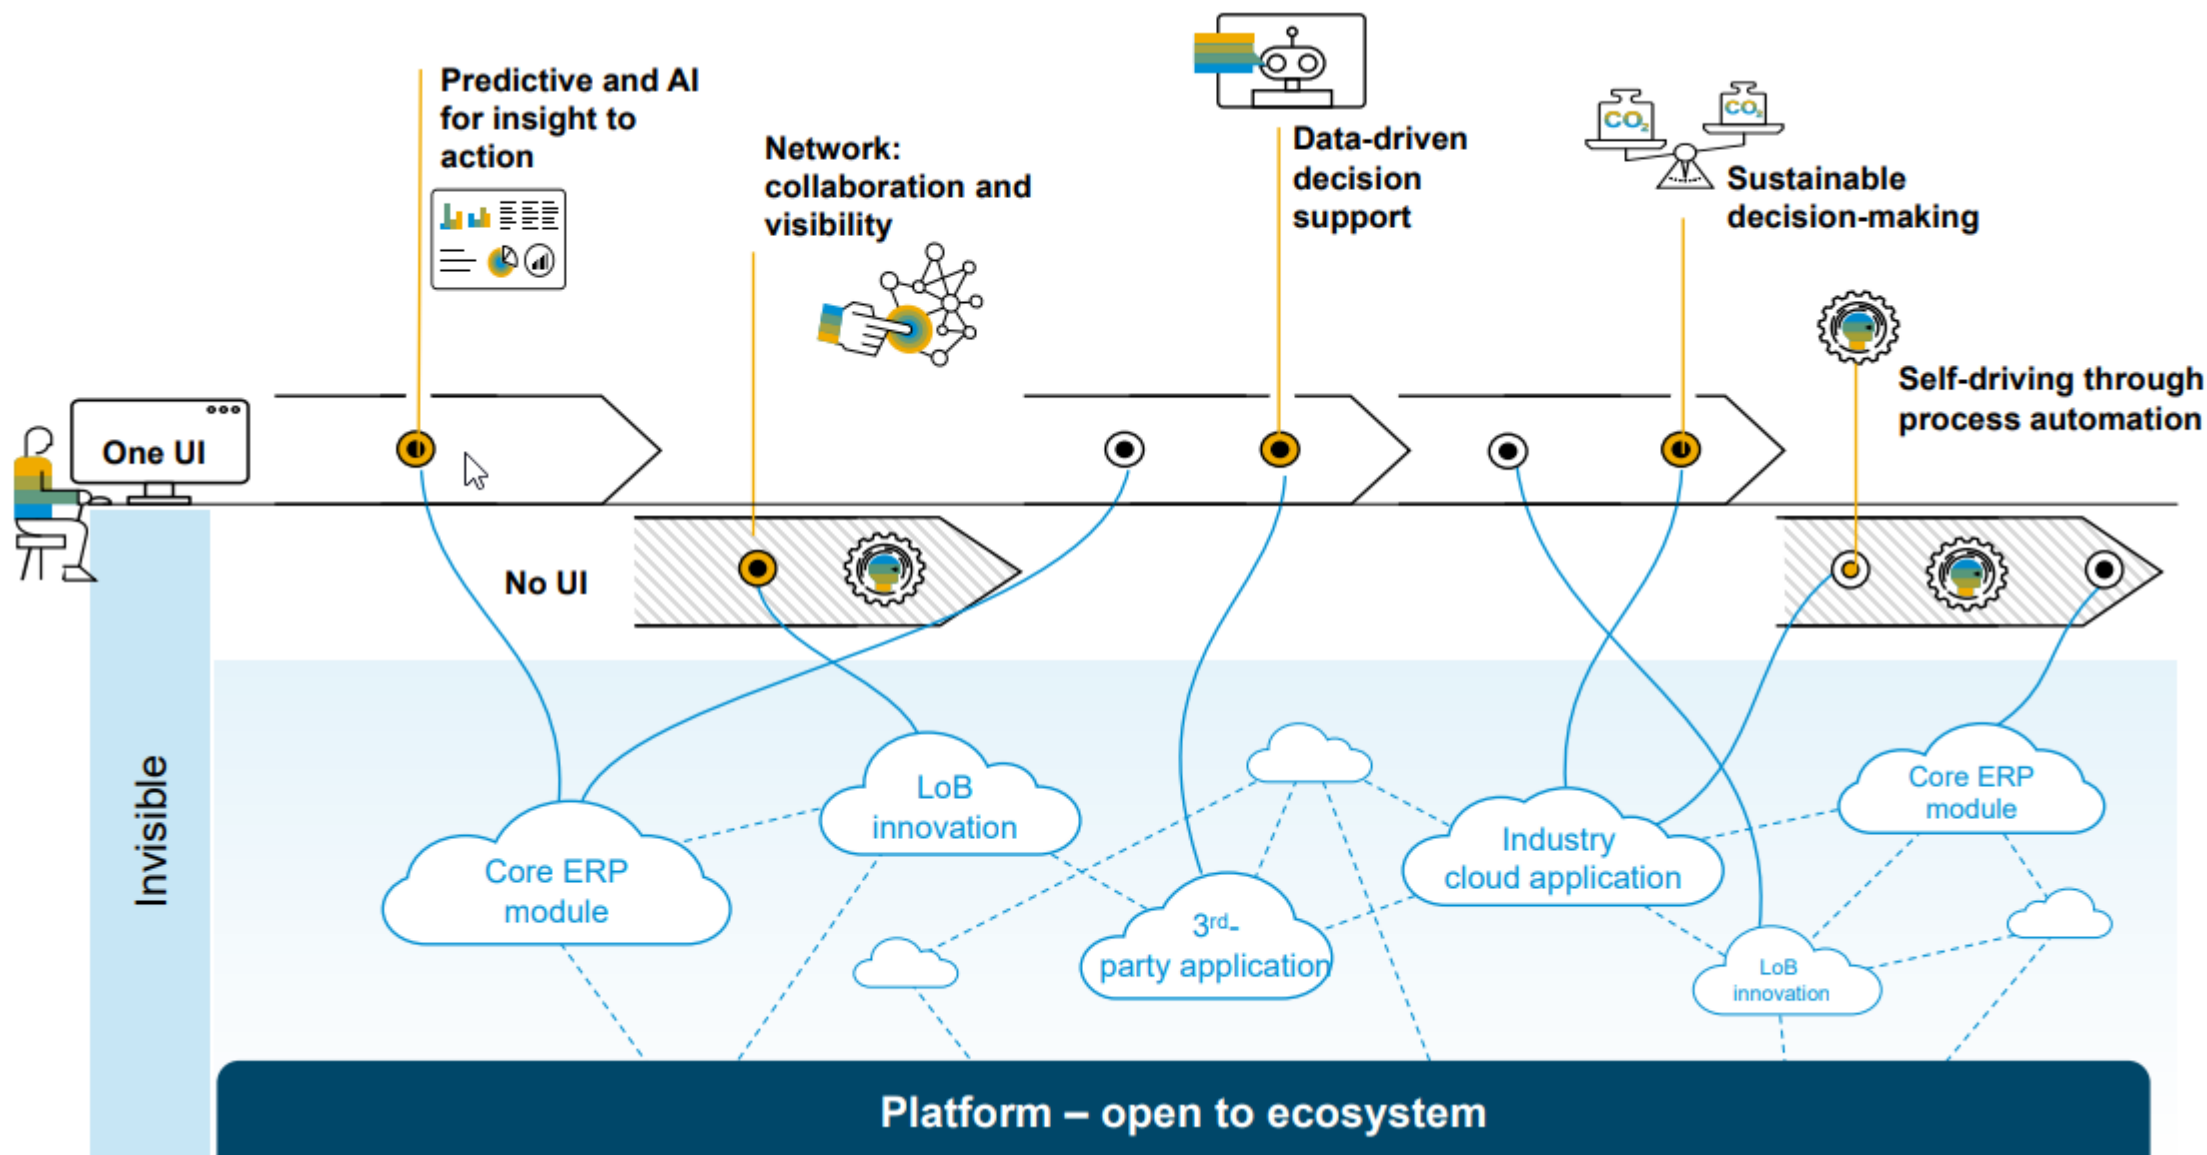 Predictive and AI
for insight to
action
Network:
collaboration and
visibility
Data-driven
decision
support
CO₂
CO₂
Sustainable
decision-making
Self-driving through
process automation
One UI
No UI
Invisible
LoB
innovation
Core ERP
module
Core ERP
module
Industry
cloud application
3rd-
party application
LoB
innovation
Platform – open to ecosystem